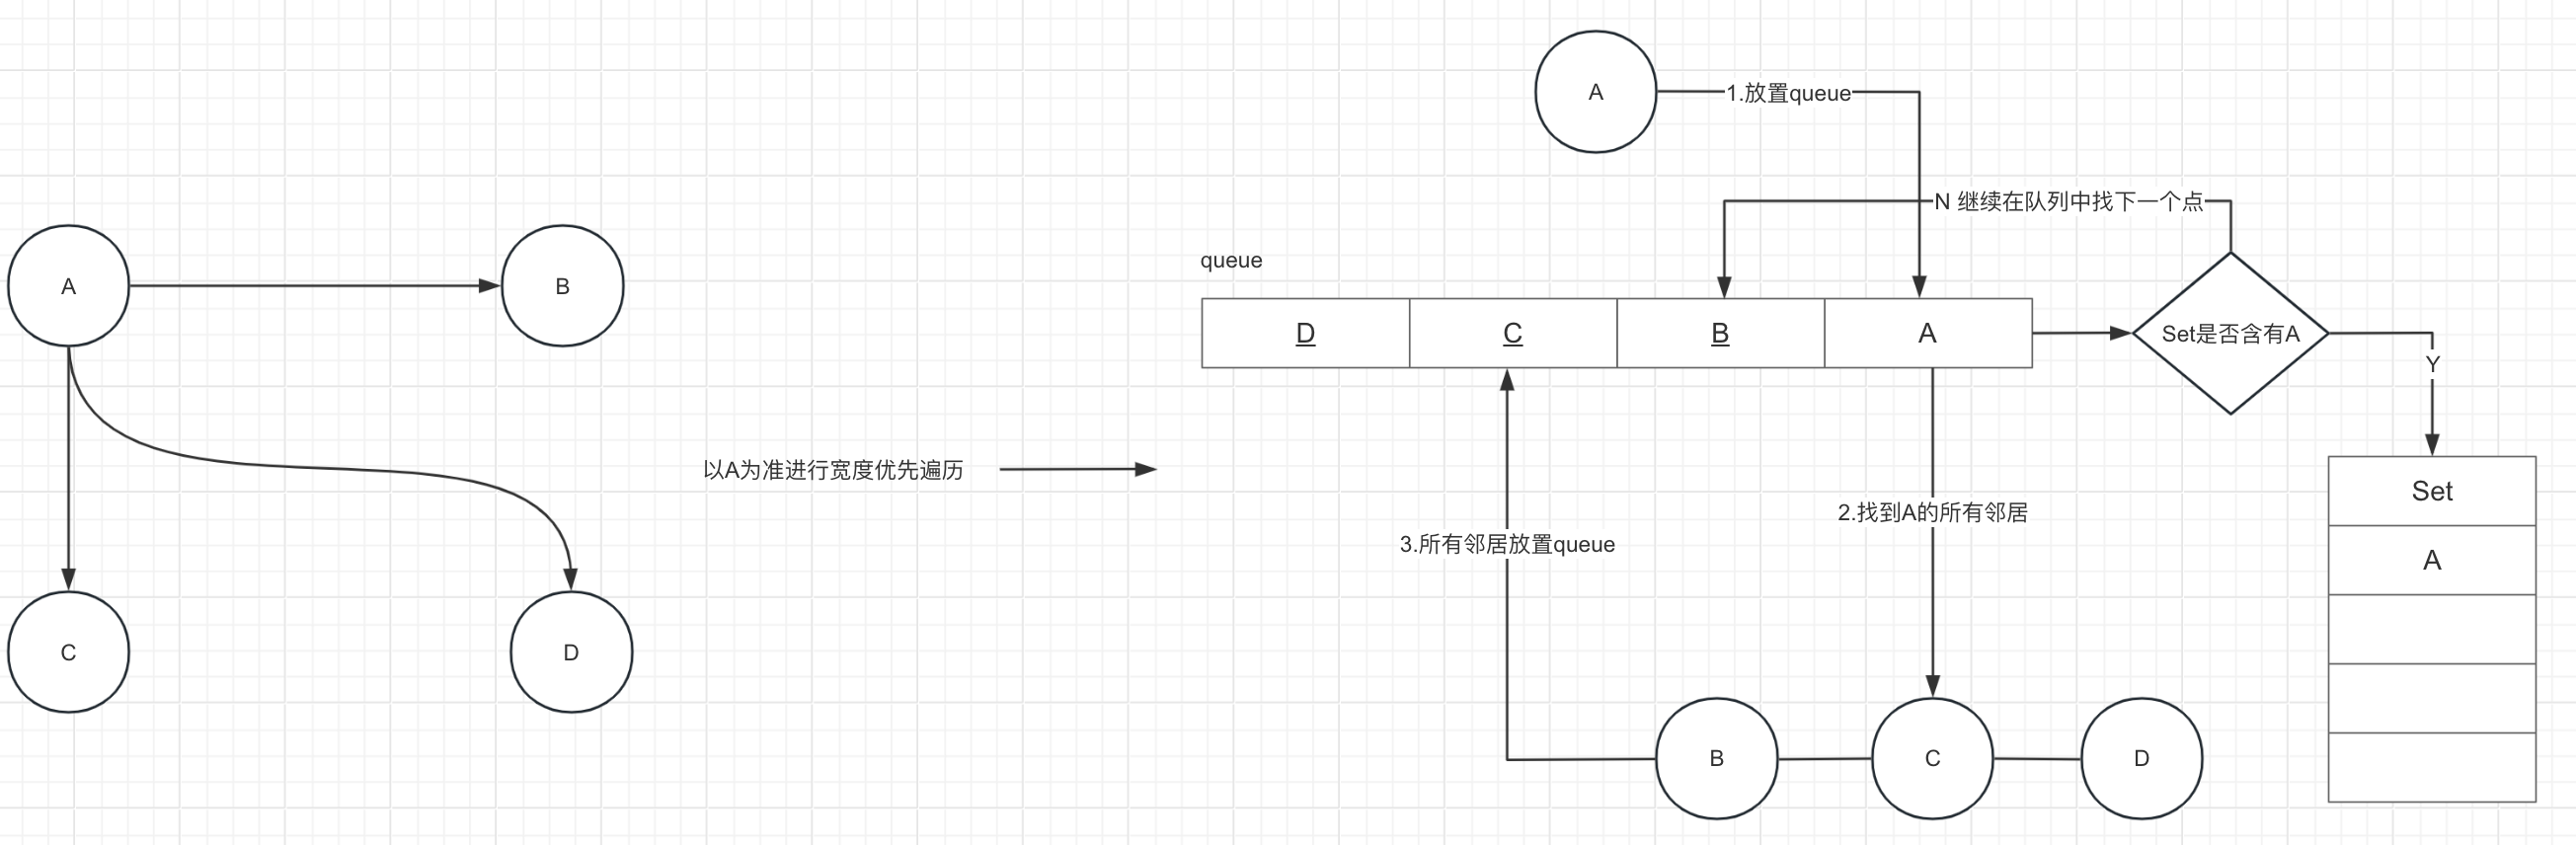 A
1.放置queue
N 继续在队列中找下一个点
queue
A
B
D
C
B
A
Set是否含有A
Y
以A为准进行宽度优先遍历
Set
2.找到A的所有邻居
3.所有邻居放置queue
A
C
D
B
C
D